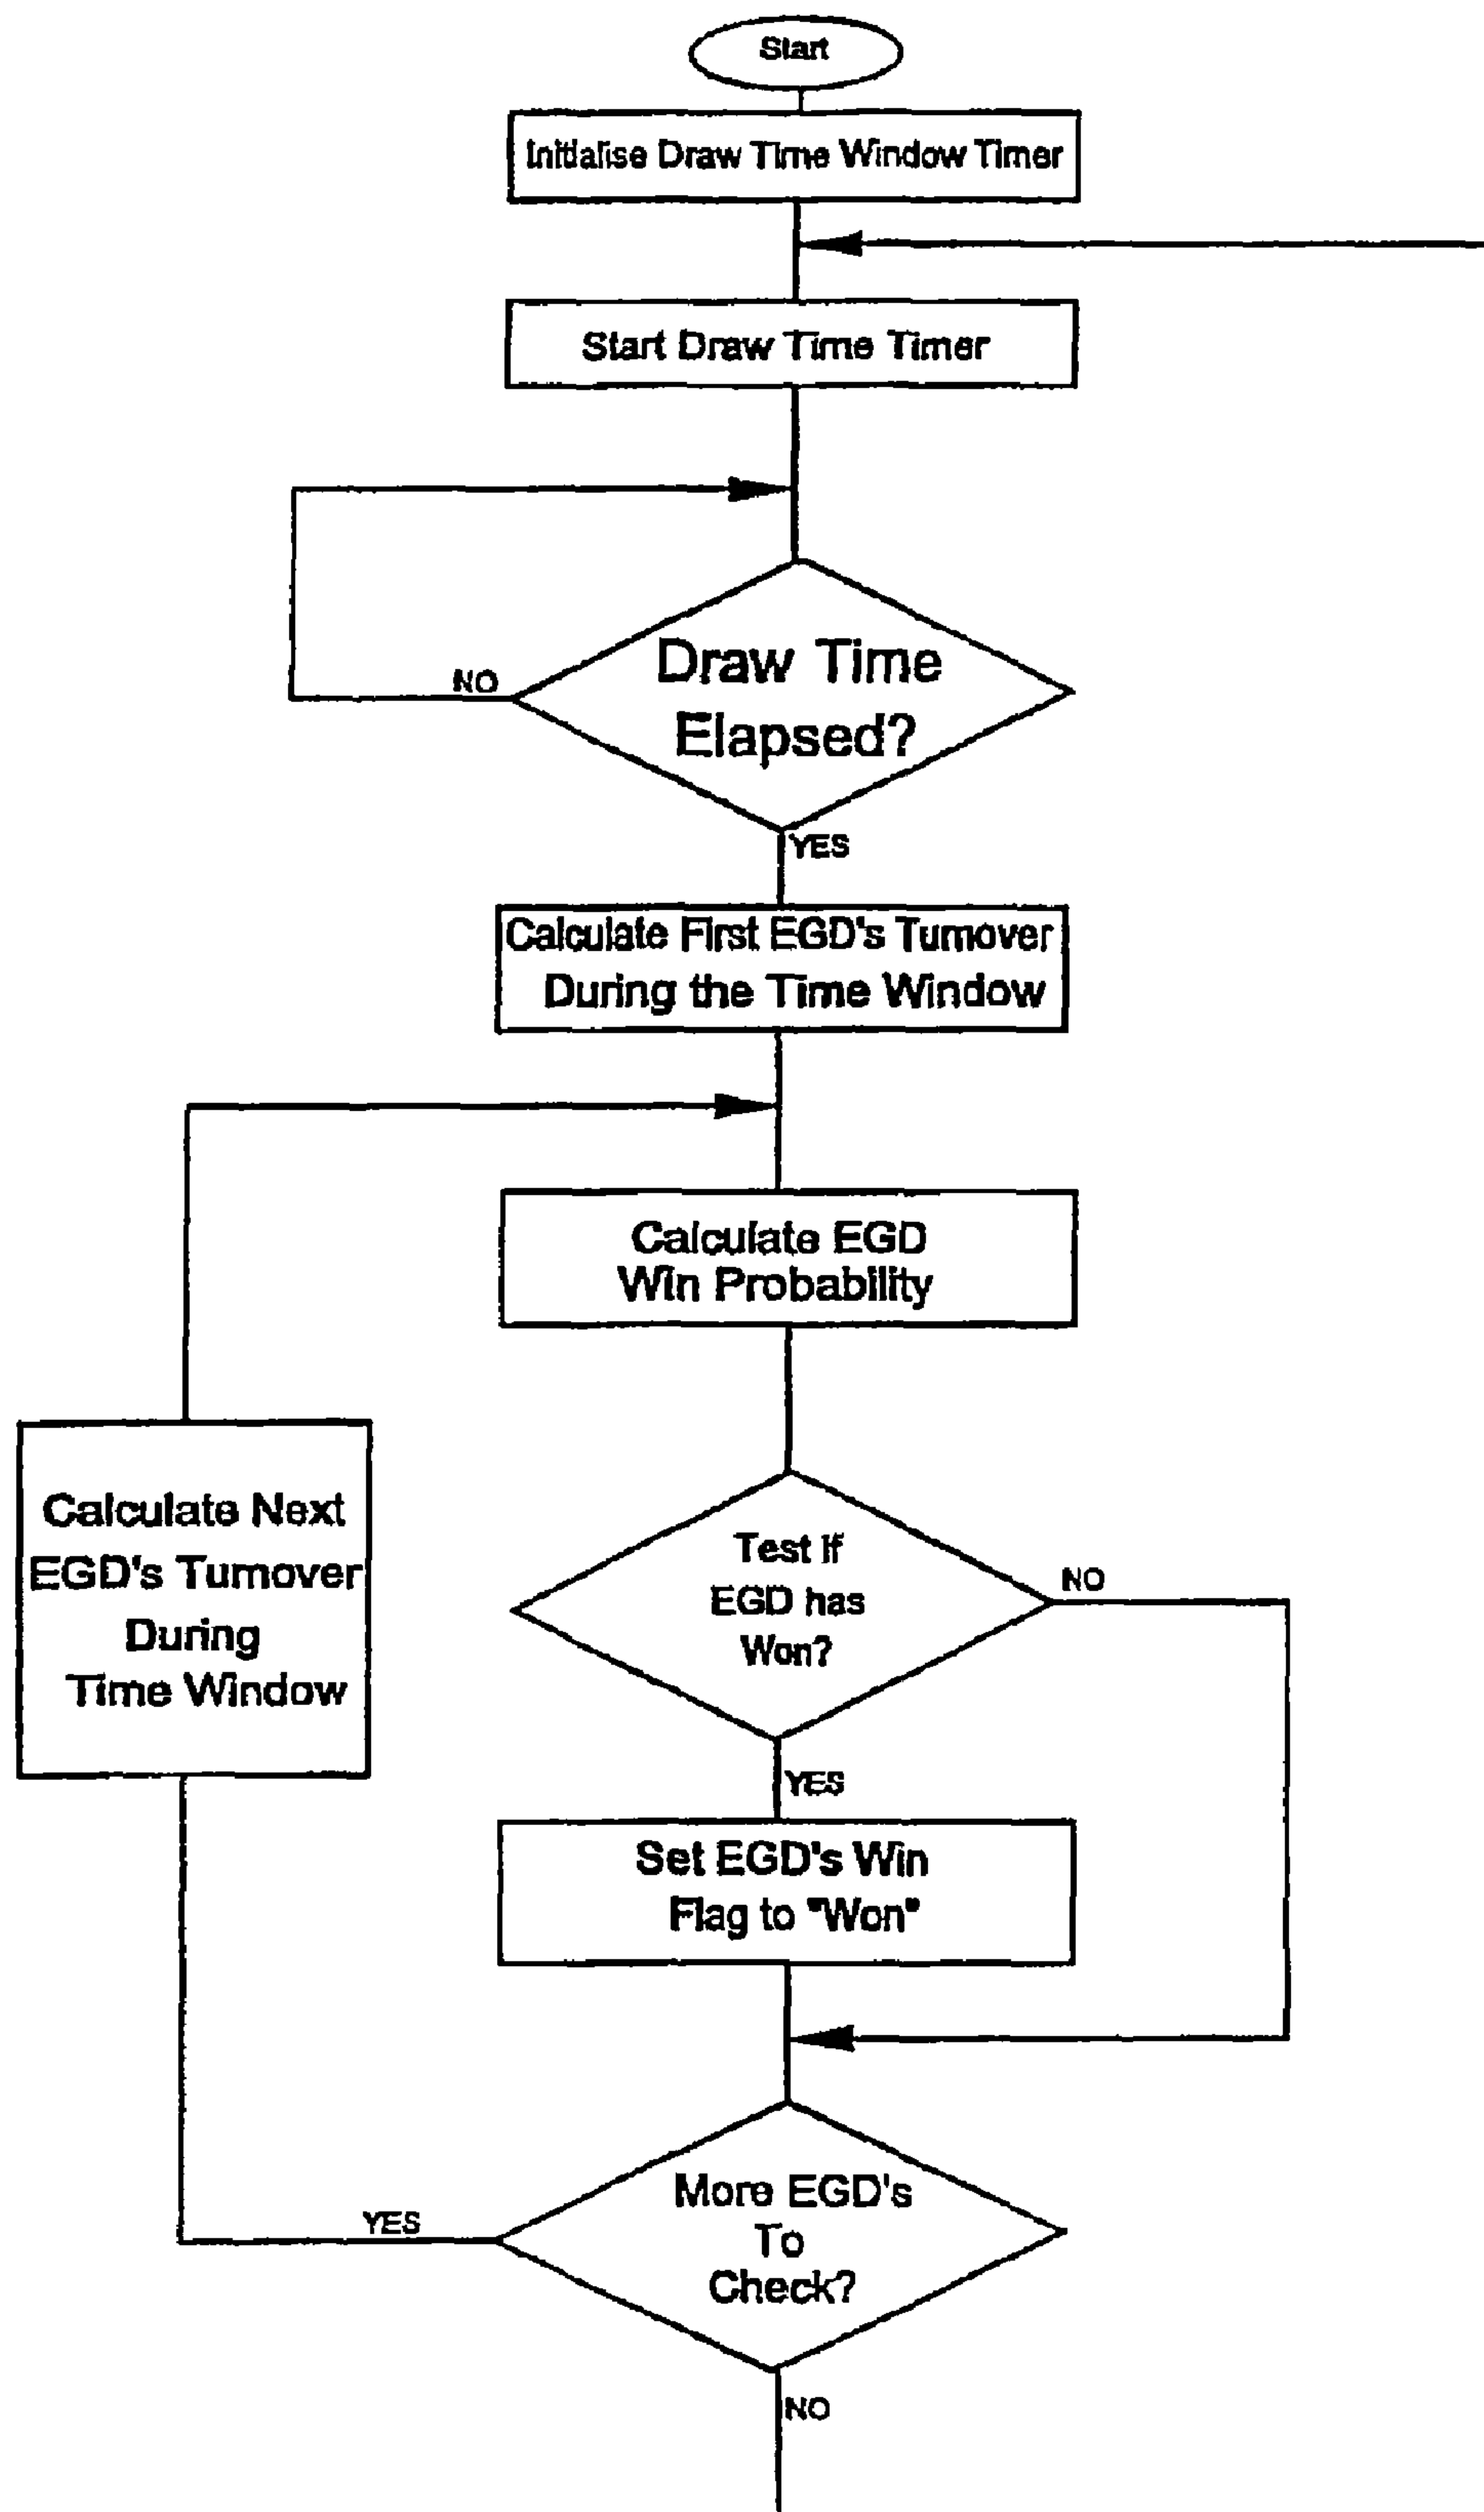 Start
Initialise Draw Time Window Timer
Start Draw Time Timer
Draw Time
Elapsed?
NO
YES
Calculate First EGD's Turnover
During the Time Window
Calculate EGD
Win Probability
Calculate Next
EGD's Turnover
During
Time Window
Test if
EGD has
Won?
NO
YES
Set EGD's Win
Flag to "Won"
More EGD's
To
Check?
YES
NO